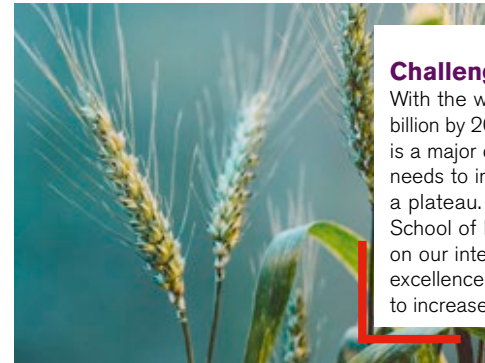 Challeng
With the w
billion by 20
is a major
needs to in
a plateau.
School of
on our inte
excellence
to increase